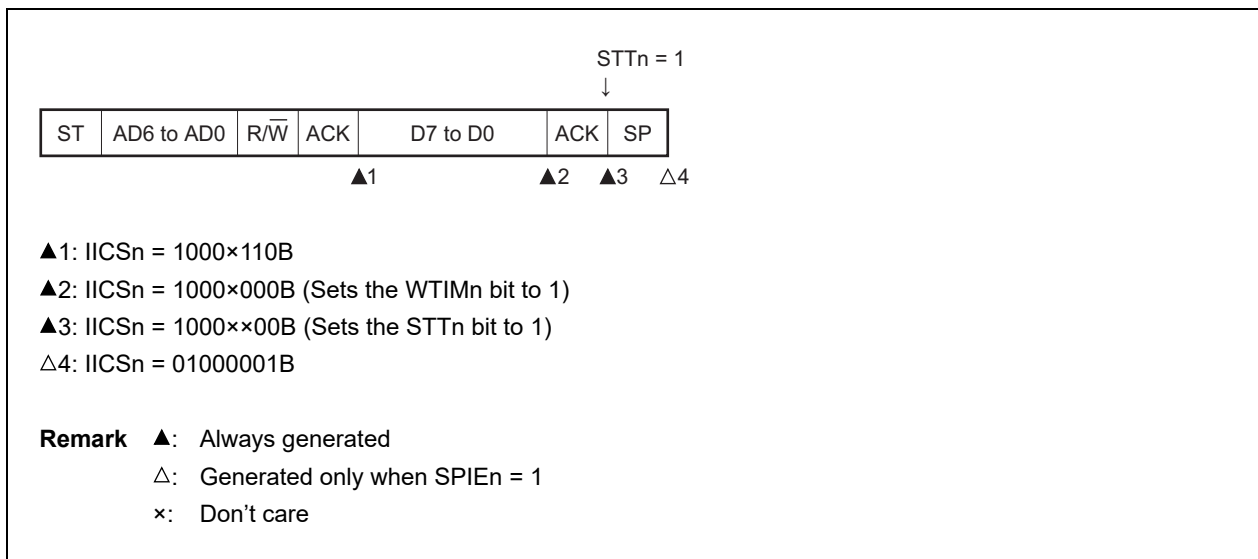 STTn = 1
↓
ST AD6 to AD0 R/W̅ ACK D7 to D0 ACK SP
▲1 ▲2 ▲3 △4
▲1: IICSn = 1000×110B
▲2: IICSn = 1000×000B (Sets the WTIMn bit to 1)
▲3: IICSn = 1000××00B (Sets the STTn bit to 1)
△4: IICSn = 01000001B
Remark ▲: Always generated
△: Generated only when SPIEn = 1
×: Don’t care